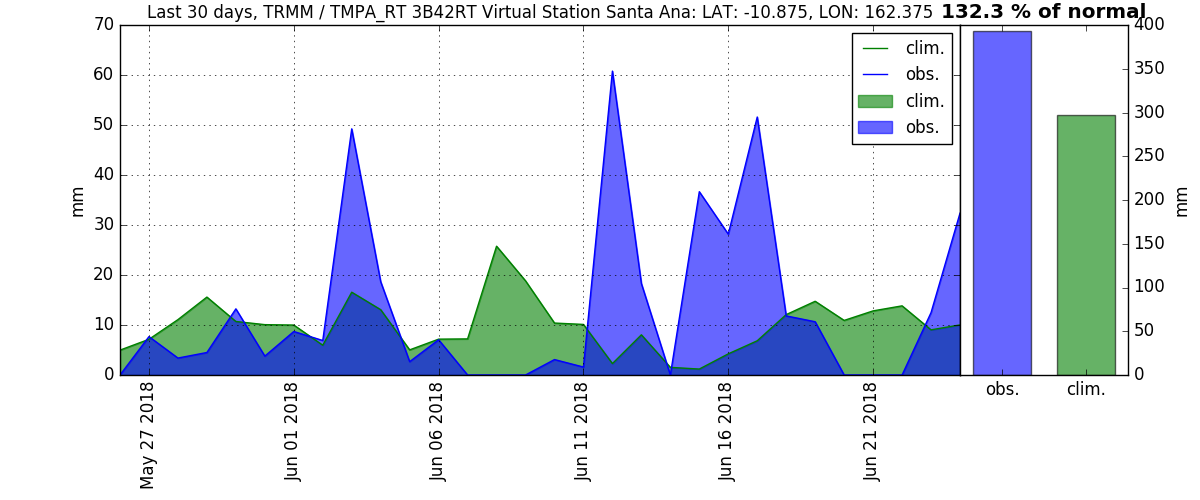 Last 30 days, TRMM / TMPA_RT 3B42RT Virtual Station Santa Ana: LAT: -10.875, LON: 162.375 132.3 % of normal
70
60
50
40
30
20
10
0
mm
clim.
obs.
clim.
obs.
400
350
300
250
200
150
100
50
0
mm
May 27 2018
Jun 01 2018
Jun 06 2018
Jun 11 2018
Jun 16 2018
Jun 21 2018
obs.
clim.